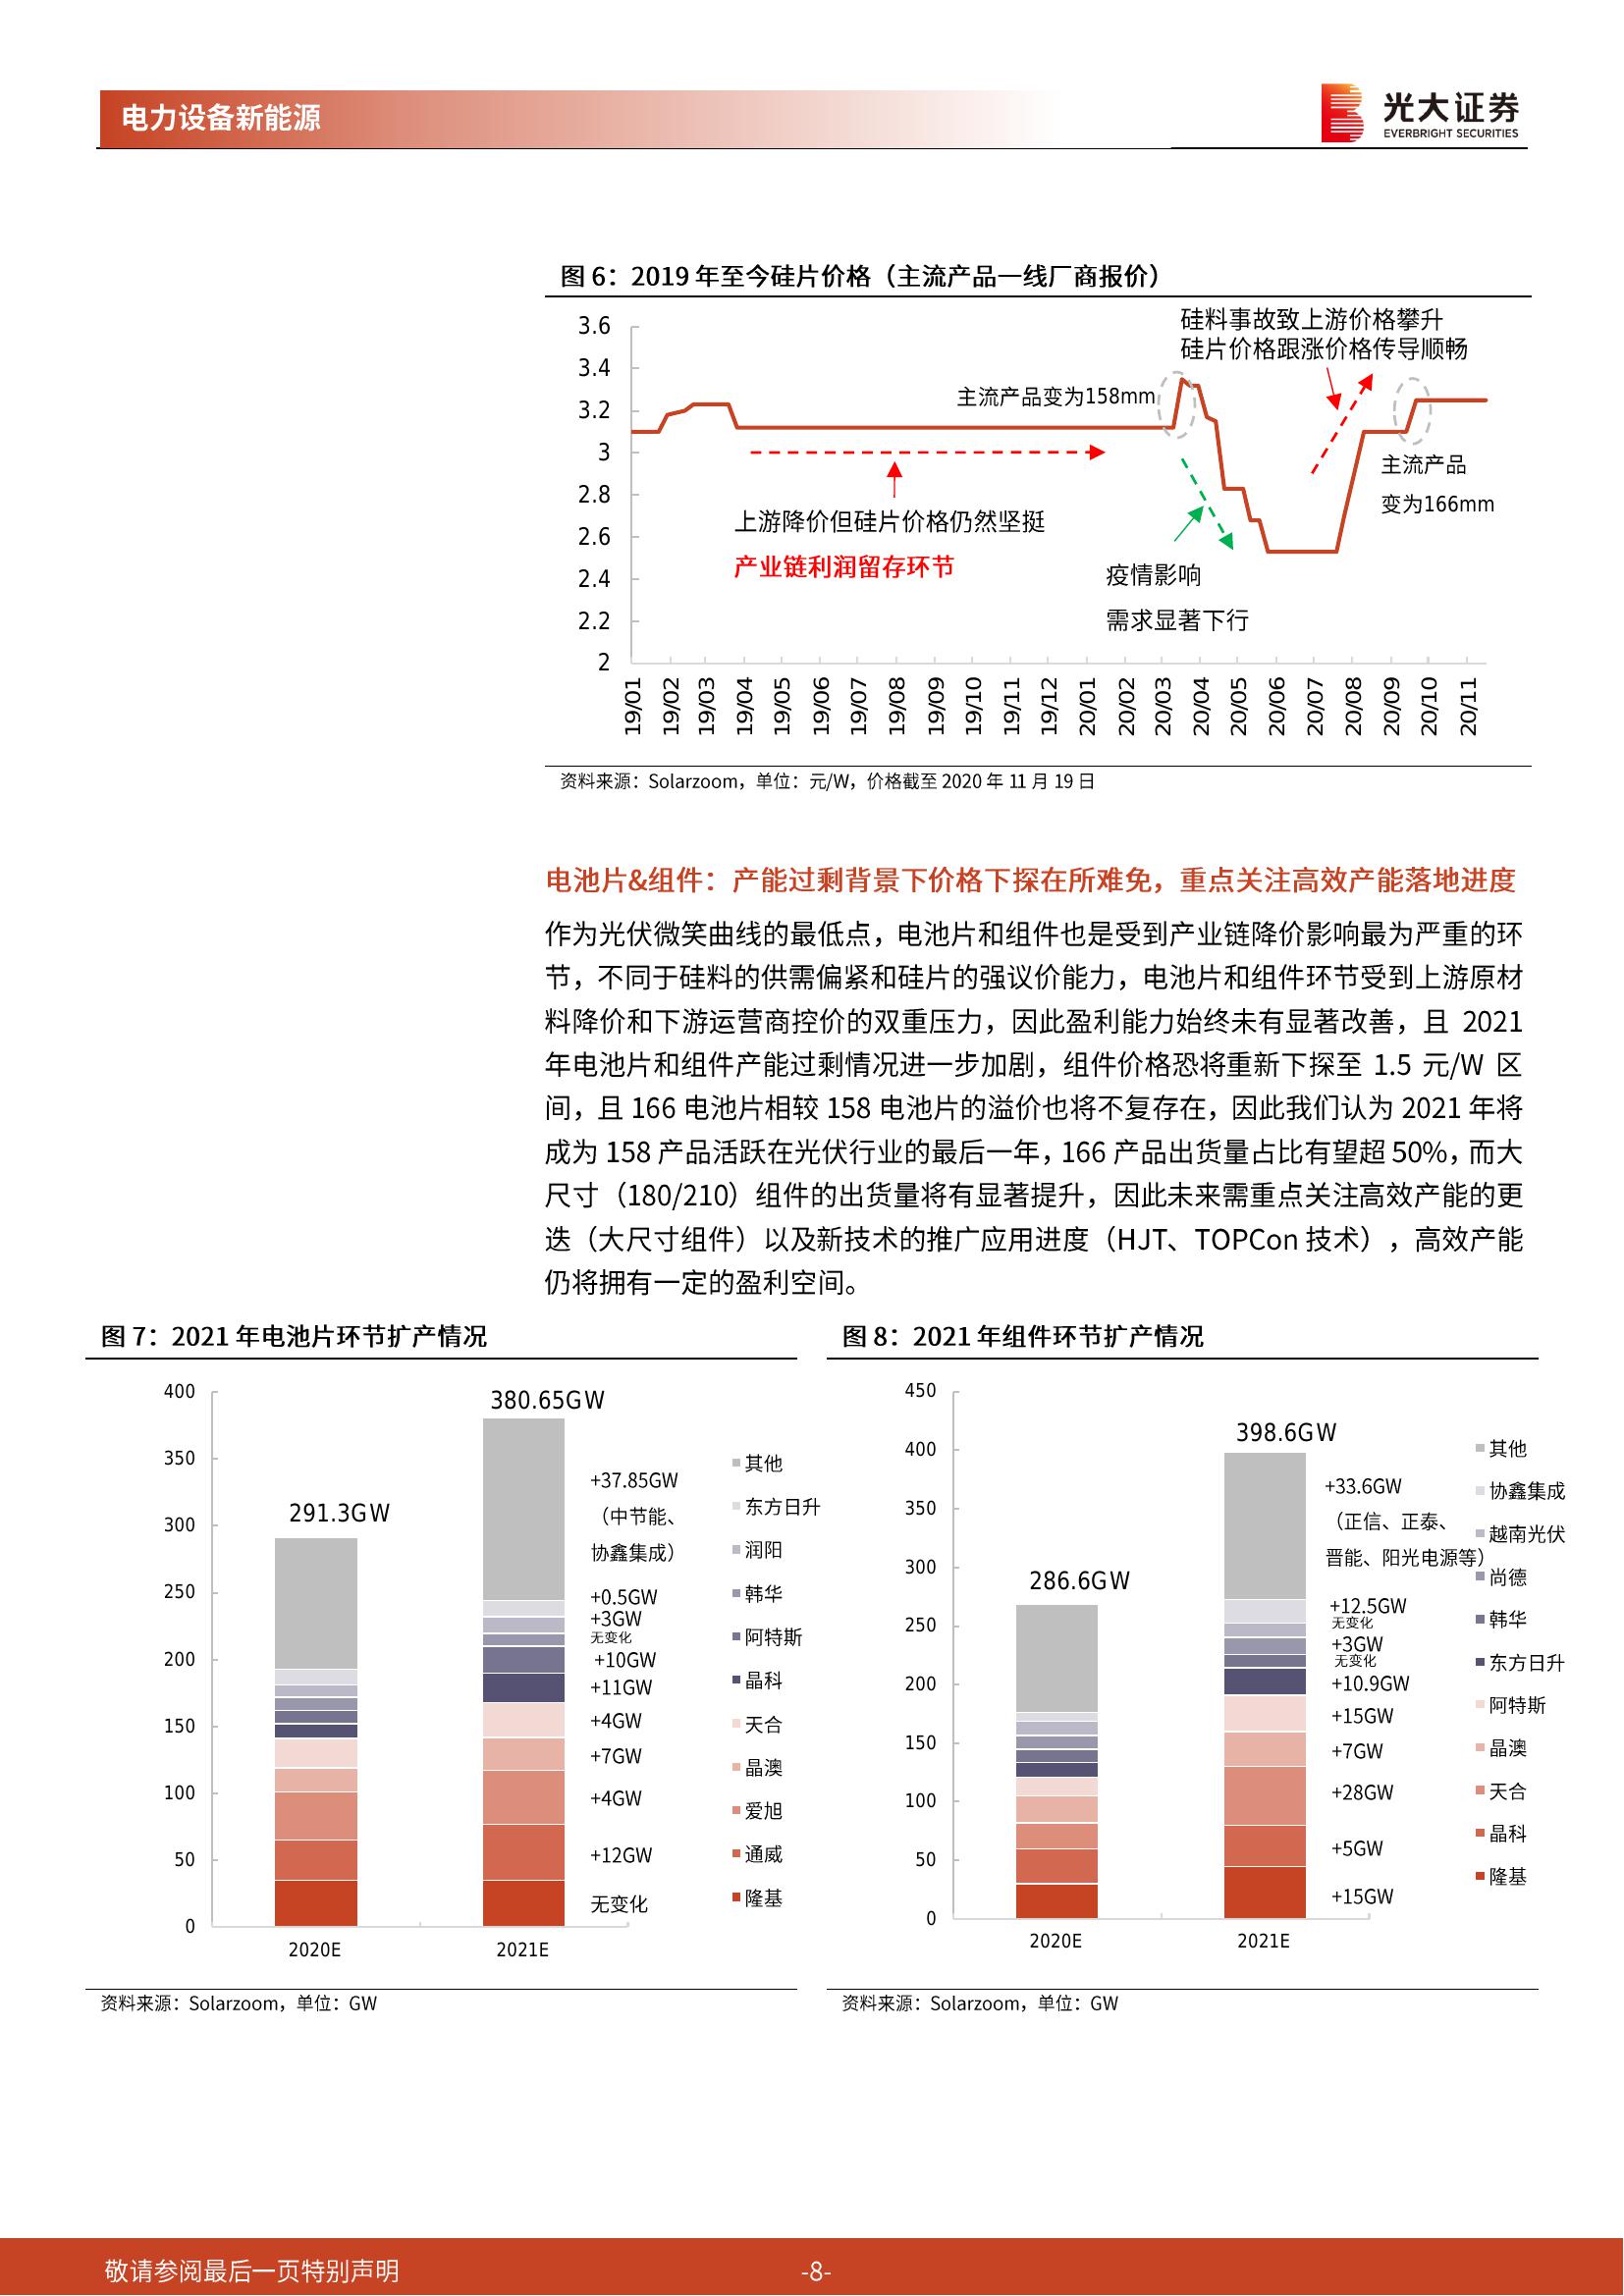 电力设备新能源
光大证券
EVERBRIGHT SECURITIES
图 6：2019 年至今硅片价格（主流产品一线厂商报价）
3.6
3.4
3.2
3
2.8
2.6
2.4
2.2
2
硅料事故致上游价格攀升
硅片价格跟涨价格传导顺畅
主流产品变为158mm
主流产品
变为166mm
上游降价但硅片价格仍然坚挺
产业链利润留存环节
疫情影响
需求显著下行
19/01
19/02
19/03
19/04
19/05
19/06
19/07
19/08
19/09
19/10
19/11
19/12
20/01
20/02
20/03
20/04
20/05
20/06
20/07
20/08
20/09
20/10
20/11
资料来源：Solarzoom，单位：元/W，价格截至 2020 年 11 月 19 日
电池片&组件：产能过剩背景下价格下探在所难免，重点关注高效产能落地进度
作为光伏微笑曲线的最低点，电池片和组件也是受到产业链降价影响最为严重的环
节，不同于硅料的供需偏紧和硅片的强议价能力，电池片和组件环节受到上游原材
料降价和下游运营商控价的双重压力，因此盈利能力始终未有显著改善，且 2021
年电池片和组件产能过剩情况进一步加剧，组件价格恐将重新下探至 1.5 元/W 区
间，且 166 电池片相较 158 电池片的溢价也将不复存在，因此我们认为 2021 年将
成为 158 产品活跃在光伏行业的最后一年，166 产品出货量占比有望超 50%，而大
尺寸（180/210）组件的出货量将有显著提升，因此未来需重点关注高效产能的更
迭（大尺寸组件）以及新技术的推广应用进度（HJT、TOPCon 技术），高效产能
仍将拥有一定的盈利空间。
图 7：2021 年电池片环节扩产情况
400
350
300
250
200
150
100
50
0
291.3GW
380.65GW
2020E
2021E
+37.85GW
（中节能、
协鑫集成）
+0.5GW
+3GW
无变化
+10GW
+11GW
+4GW
+7GW
+4GW
+12GW
无变化
其他
东方日升
润阳
韩华
阿特斯
晶科
天合
晶澳
爱旭
通威
隆基
资料来源：Solarzoom，单位：GW
图 8：2021 年组件环节扩产情况
450
400
350
300
250
200
150
100
50
0
286.6GW
398.6GW
2020E
2021E
+33.6GW
（正信、正泰、
晋能、阳光电源等）
+12.5GW
无变化
+3GW
无变化
+10.9GW
+15GW
+7GW
+28GW
+5GW
+15GW
其他
协鑫集成
越南光伏
尚德
韩华
东方日升
阿特斯
晶澳
天合
晶科
隆基
资料来源：Solarzoom，单位：GW
敬请参阅最后一页特别声明
-8-